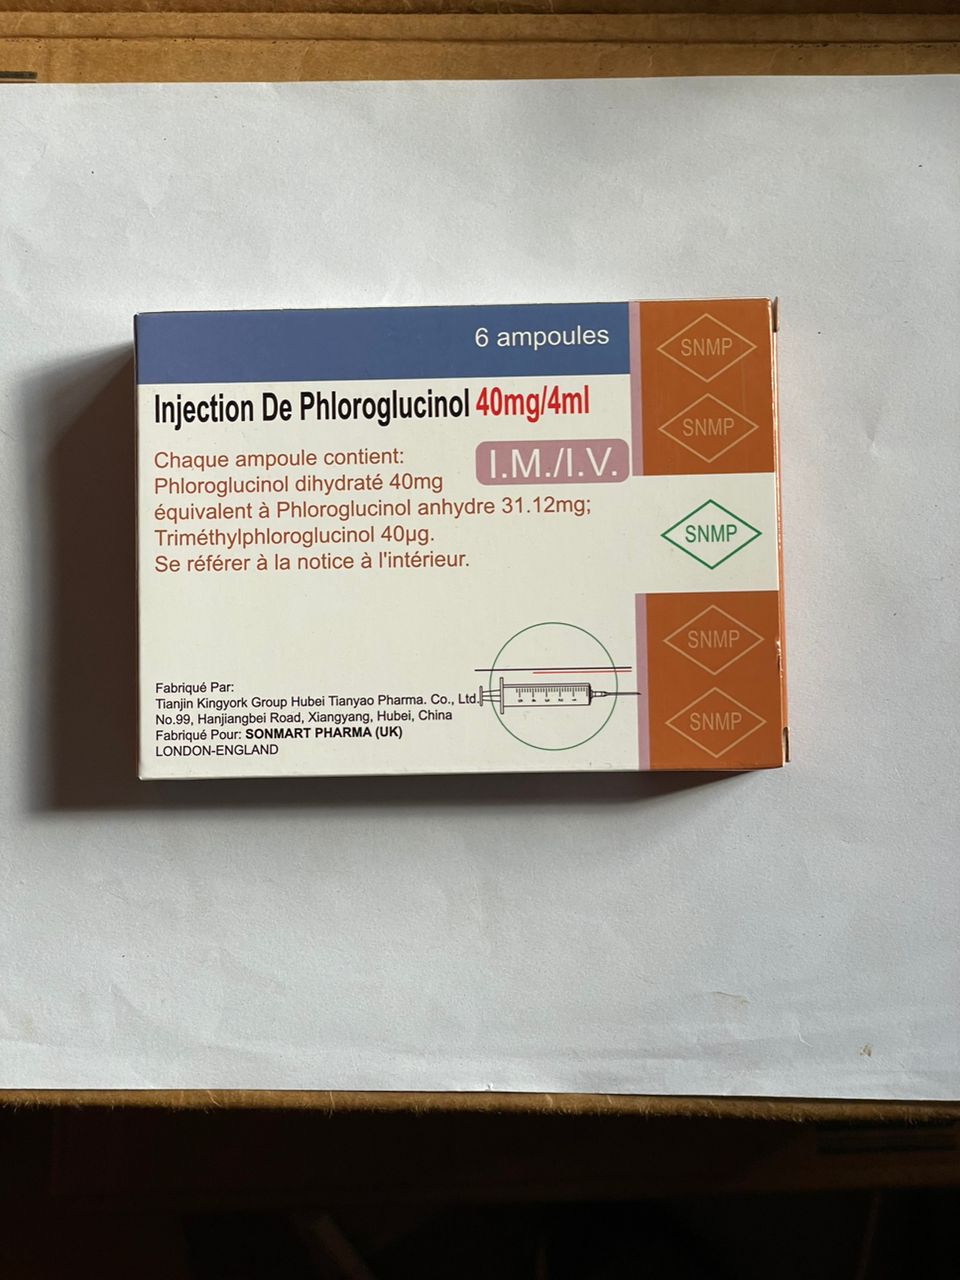 6 ampoules
Injection De Phloroglucinol 40mg/4ml
I.M./I.V.
Chaque ampoule contient:
Phloroglucinol dihydraté 40mg
équivalent à Phloroglucinol anhydre 31.12mg;
Triméthylphloroglucinol 40µg.
Se référer à la notice à l'intérieur.
Fabriqué Par:
Tianjin Kingyork Group Hubei Tianyao Pharma. Co., Ltd.
No.99, Hanjiangbei Road, Xiangyang, Hubei, China
Fabriqué Pour: SONMART PHARMA (UK)
LONDON-ENGLAND
SNMP
SNMP
SNMP
SNMP
SNMP